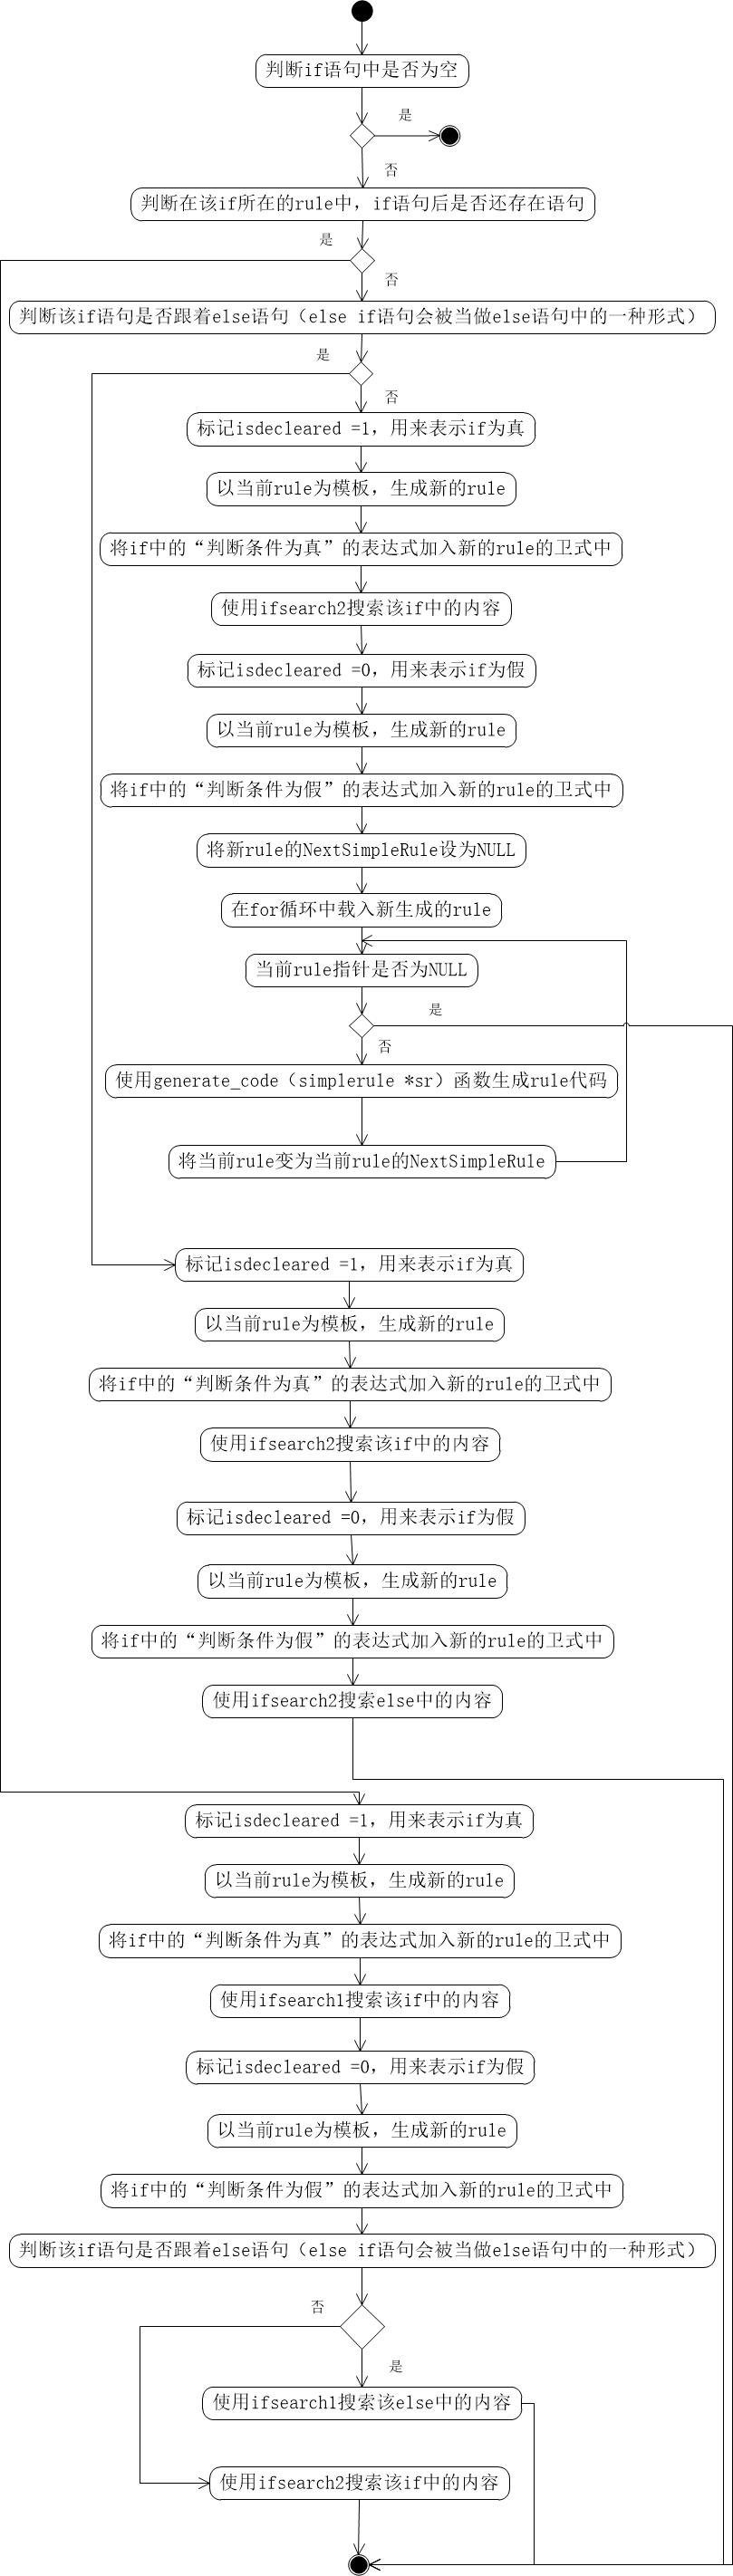 判断if语句中是否为空
是
否
判断在该if所在的rule中，if语句后是否还存在语句
是
否
判断该if语句是否跟着else语句（else if语句会被当做else语句中的一种形式）
是
否
标记isdecleared =1，用来表示if为真
以当前rule为模板，生成新的rule
将if中的“判断条件为真”的表达式加入新的rule的卫式中
使用ifsearch2搜索该if中的内容
标记isdecleared =0，用来表示if为假
以当前rule为模板，生成新的rule
将if中的“判断条件为假”的表达式加入新的rule的卫式中
将新rule的NextSimpleRule设为NULL
在for循环中载入新生成的rule
当前rule指针是否为NULL
是
否
使用generate_code（simplerule *sr）函数生成rule代码
将当前rule变为当前rule的NextSimpleRule
标记isdecleared =1，用来表示if为真
以当前rule为模板，生成新的rule
将if中的“判断条件为真”的表达式加入新的rule的卫式中
使用ifsearch2搜索该if中的内容
标记isdecleared =0，用来表示if为假
以当前rule为模板，生成新的rule
将if中的“判断条件为假”的表达式加入新的rule的卫式中
使用ifsearch2搜索else中的内容
标记isdecleared =1，用来表示if为真
以当前rule为模板，生成新的rule
将if中的“判断条件为真”的表达式加入新的rule的卫式中
使用ifsearch1搜索该if中的内容
标记isdecleared =0，用来表示if为假
以当前rule为模板，生成新的rule
将if中的“判断条件为假”的表达式加入新的rule的卫式中
判断该if语句是否跟着else语句（else if语句会被当做else语句中的一种形式）
否
是
使用ifsearch1搜索该else中的内容
使用ifsearch2搜索该if中的内容